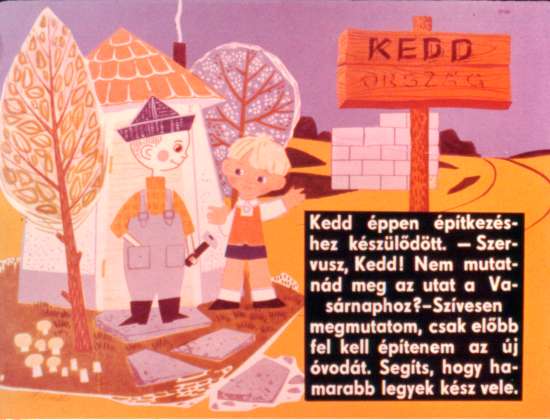 KEDD
ORSZÁG
Kedd éppen építkezés-
hez készülődött. – Szer-
vusz, Kedd! Nem mutat-
nád meg az utat a Va-
sárnaphoz?–Szívesen
megmutatom, csak előbb
fel kell építenem az új
óvodát. Segíts, hogy ha-
marabb legyek kész vele.